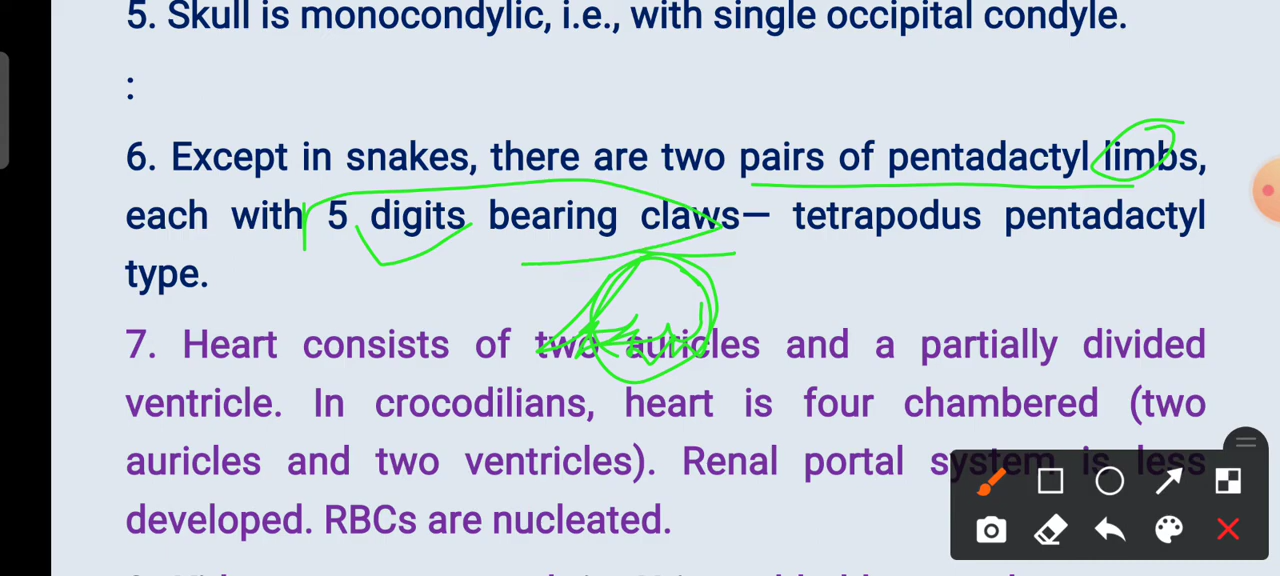 5. Skull is monocondylic, i.e., with single occipital condyle.
:
6. Except in snakes, there are two pairs of pentadactyl limbs,
each with 5 digits bearing claws— tetrapodus pentadactyl
type.
7. Heart consists of two auricles and a partially divided
ventricle. In crocodilians, heart is four chambered (two
auricles and two ventricles). Renal portal system is less
developed. RBCs are nucleated.